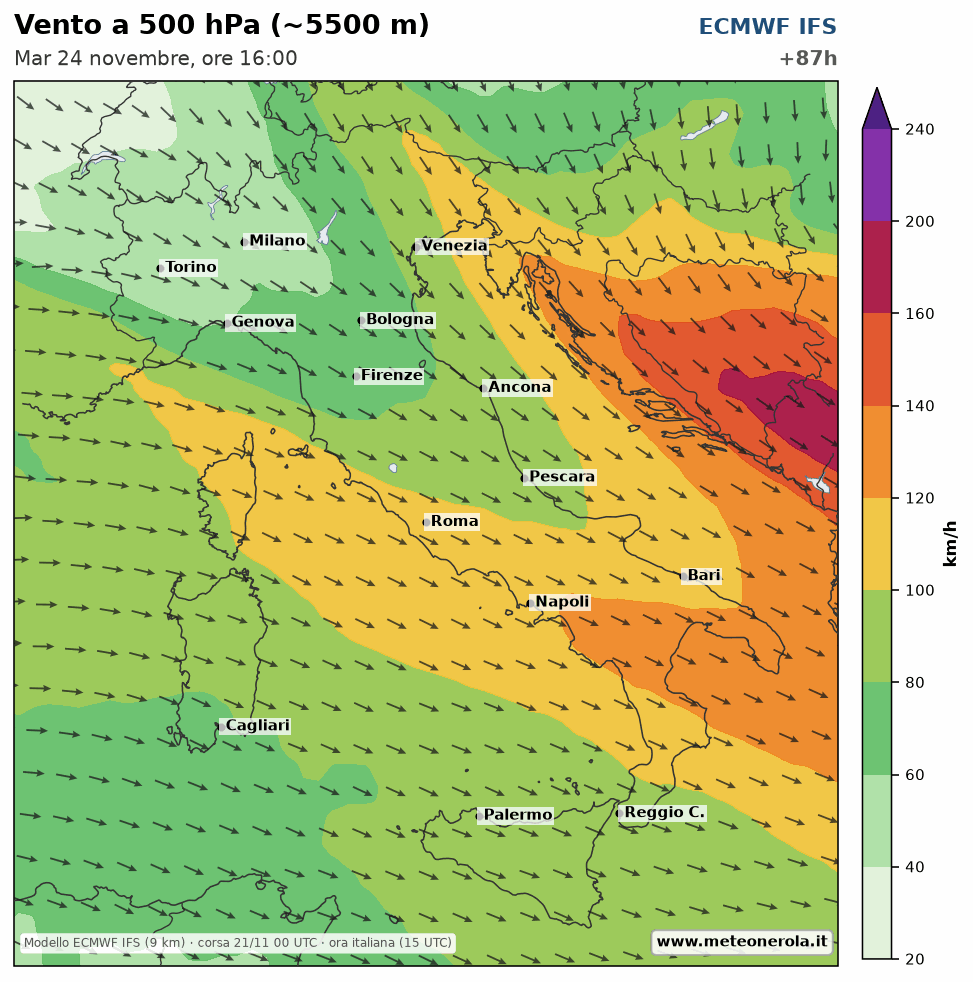 Vento a 500 hPa (~5500 m)
ECMWF IFS
Mar 24 novembre, ore 16:00
+87h
Milano
Venezia
Torino
Genova
Bologna
Firenze
Ancona
Pescara
Roma
Bari
Napoli
Cagliari
Palermo
Reggio C.
240
200
160
140
120
100
80
60
40
20
km/h
Modello ECMWF IFS (9 km) · corsa 21/11 00 UTC · ora italiana (15 UTC)
www.meteonerola.it